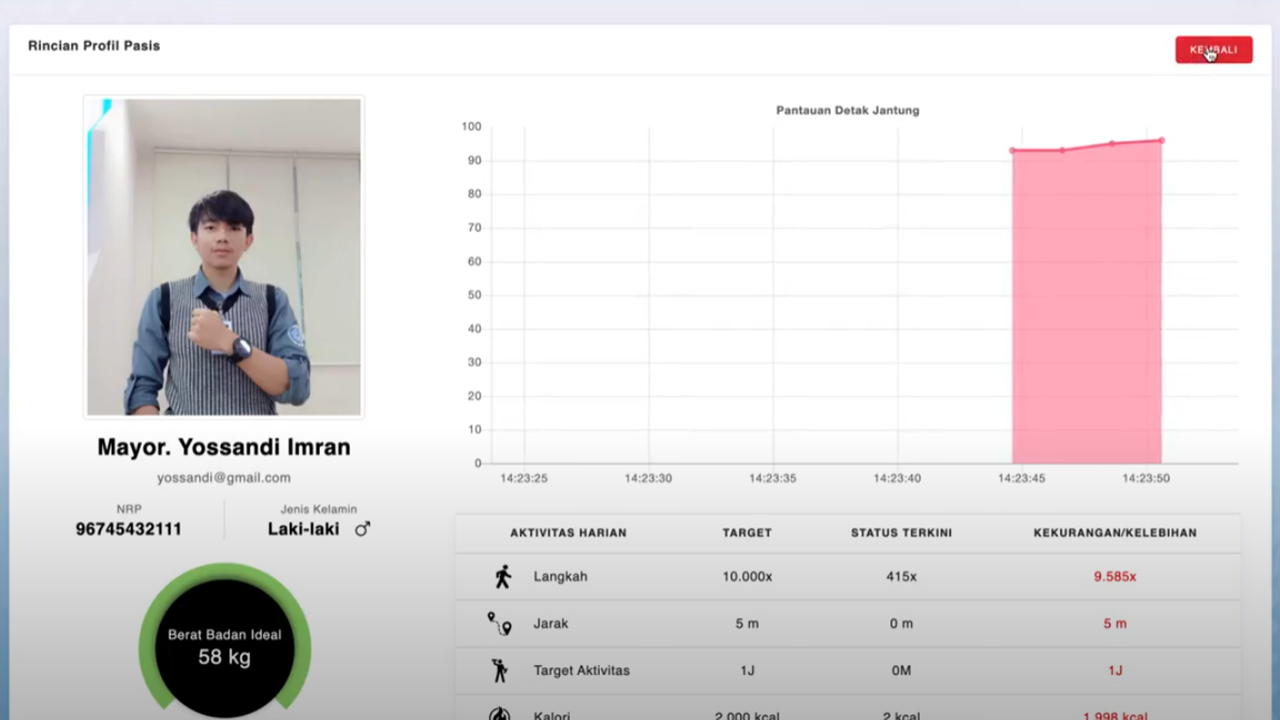 Rincian Profil Pasis
KEMBALI
Pantauan Detak Jantung
100
90
80
70
60
50
40
30
20
10
0
14:23:25 14:23:30 14:23:35 14:23:40 14:23:45 14:23:50
Mayor. Yossandi Imran
yossandi@gmail.com
NRP Jenis Kelamin
96745432111 Laki-laki ♂
Berat Badan Ideal
58 kg
AKTIVITAS HARIAN TARGET STATUS TERKINI KEKURANGAN/KELEBIHAN
Langkah 10.000x 415x 9.585x
Jarak 5 m 0 m 5 m
Target Aktivitas 1J 0M 1J
Kalori 2.000 kcal 2 kcal 1.998 kcal